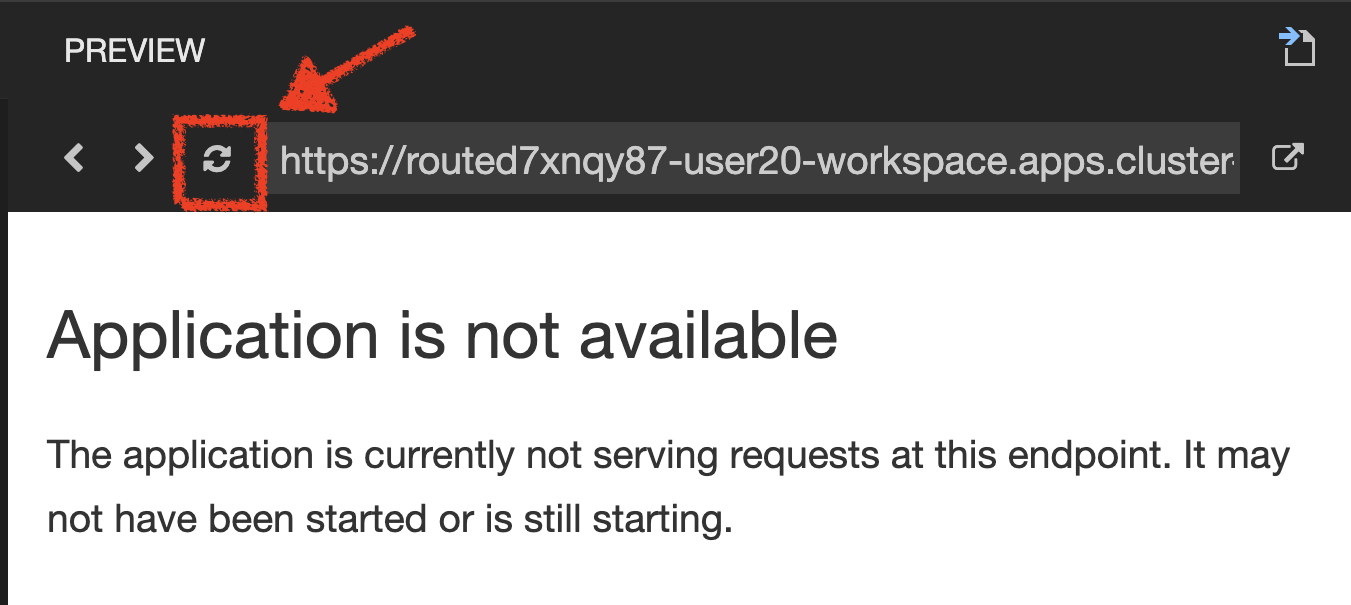 PREVIEW
https://routed7xnqy87-user20-workspace.apps.cluster-
Application is not available
The application is currently not serving requests at this endpoint. It may
not have been started or is still starting.